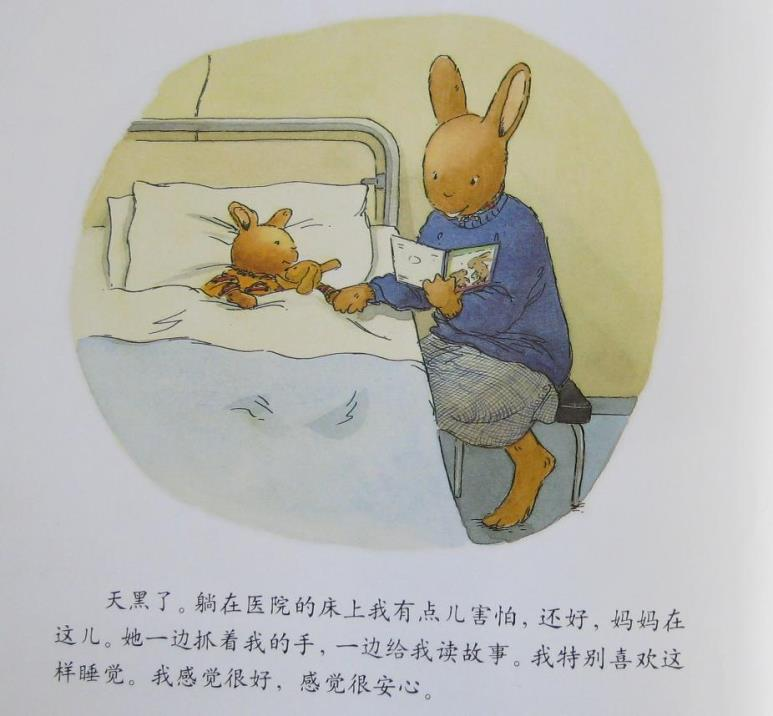 天黑了。躺在医院的床上我有点儿害怕，还好，妈妈在
这儿。她一边抓着我的手，一边给我读故事。我特别喜欢这
样睡觉。我感觉很好，感觉很安心。